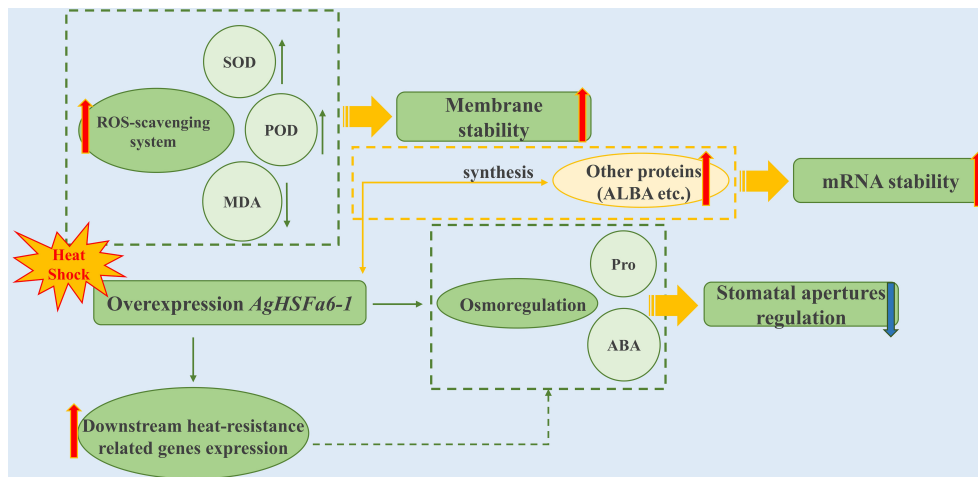 SOD
ROS-scavenging
system
POD
MDA
Membrane
stability
synthesis
Other proteins
(ALBA etc.)
mRNA stability
Heat
Shock
Overexpression AgHSFa6-1
Osmoregulation
Pro
ABA
Stomatal apertures
regulation
Downstream heat-resistance
related genes expression